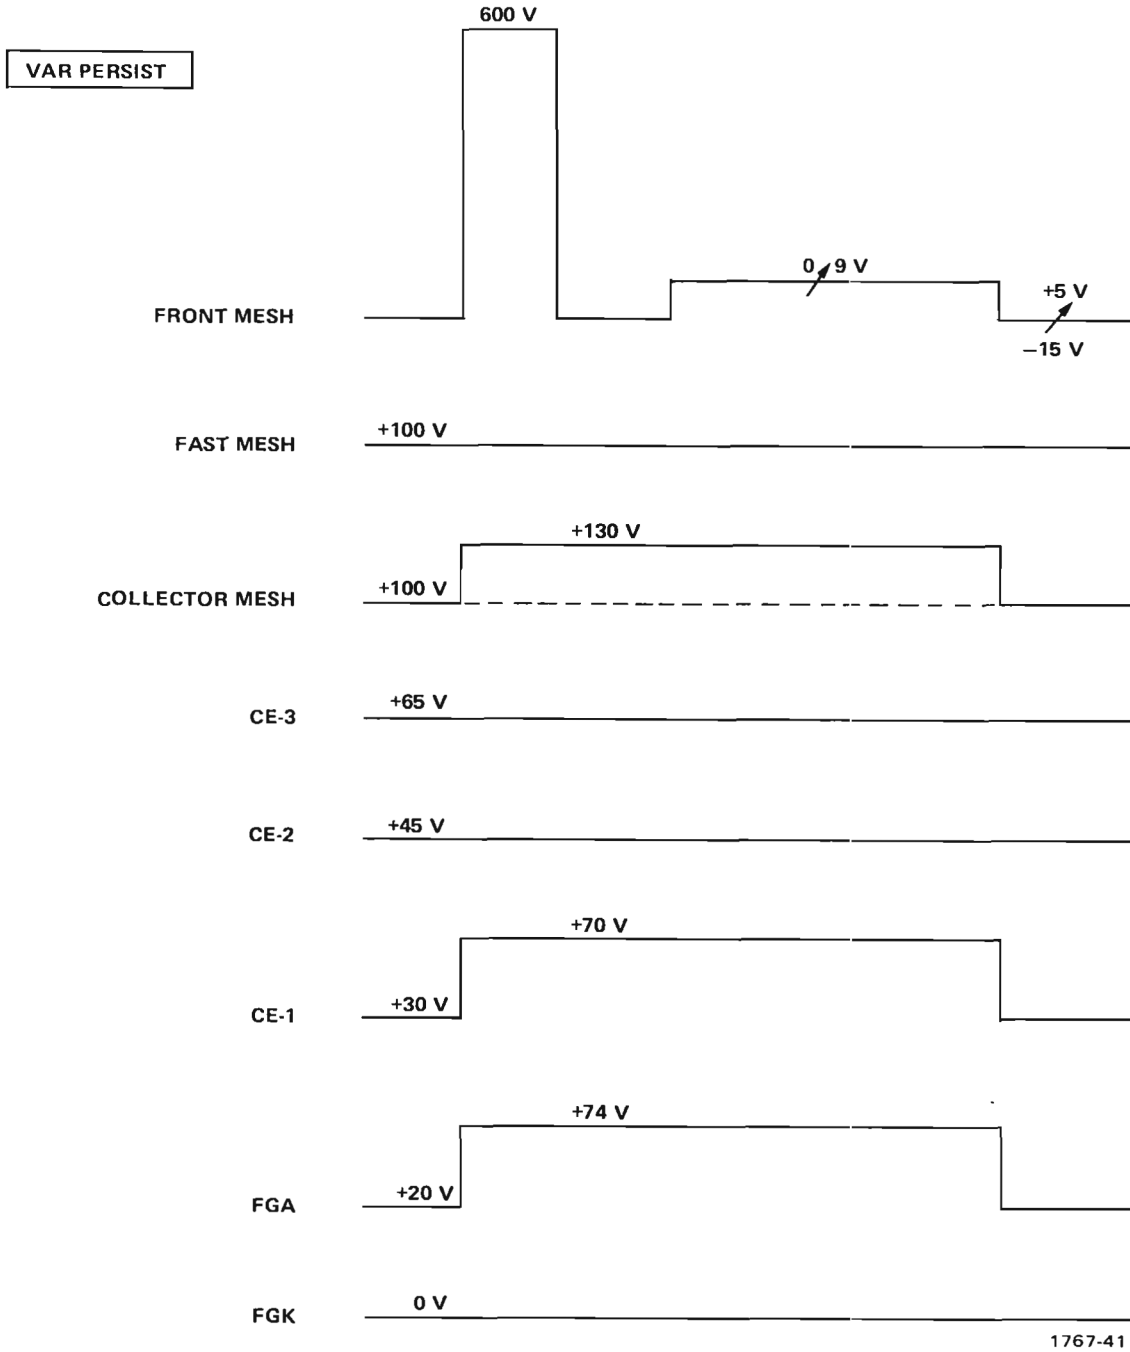 600 V
VAR PERSIST
0 9 V
+5 V
FRONT MESH
−15 V
+100 V
FAST MESH
+130 V
+100 V
COLLECTOR MESH
+65 V
CE-3
+45 V
CE-2
+70 V
+30 V
CE-1
+74 V
+20 V
FGA
0 V
FGK
1767-41